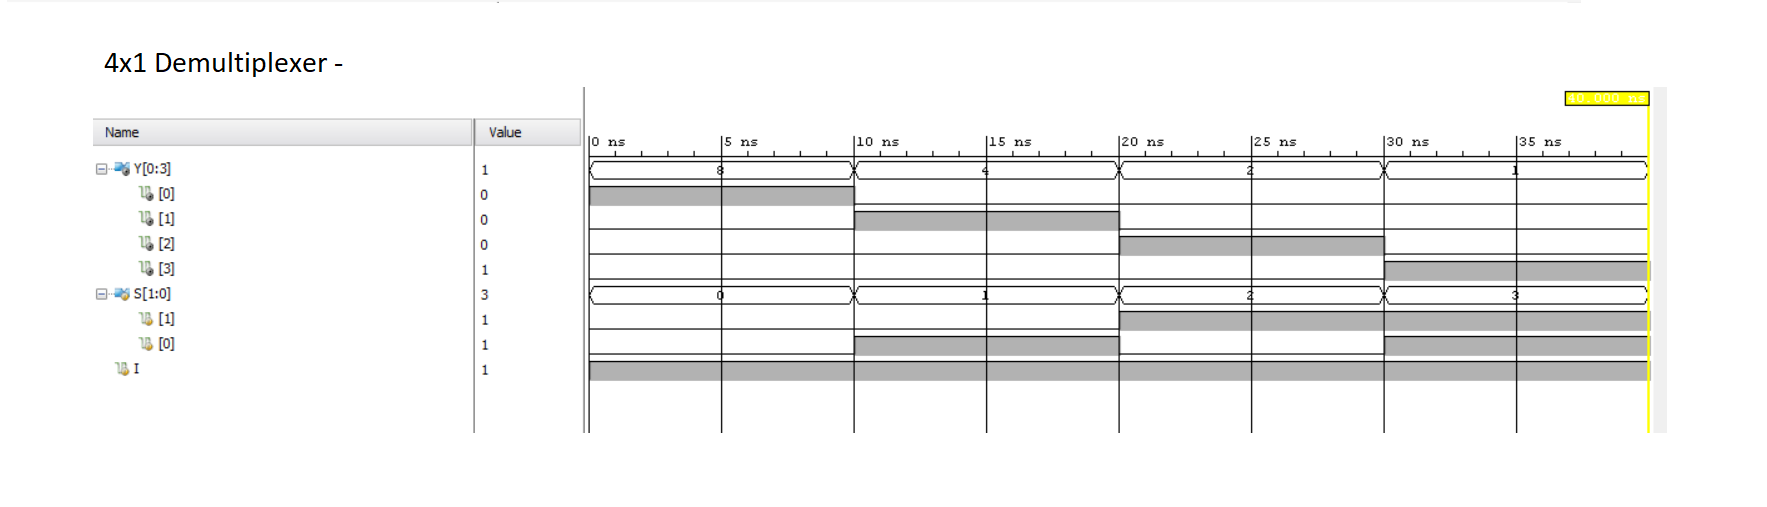 4x1 Demultiplexer -
40.000 ns
Name Value
0 ns 5 ns 10 ns 15 ns 20 ns 25 ns 30 ns 35 ns
Y[0:3] 1 8 4 2 1
[0] 0
[1] 0
[2] 0
[3] 1
S[1:0] 3 0 1 2 3
[1] 1
[0] 1
I 1